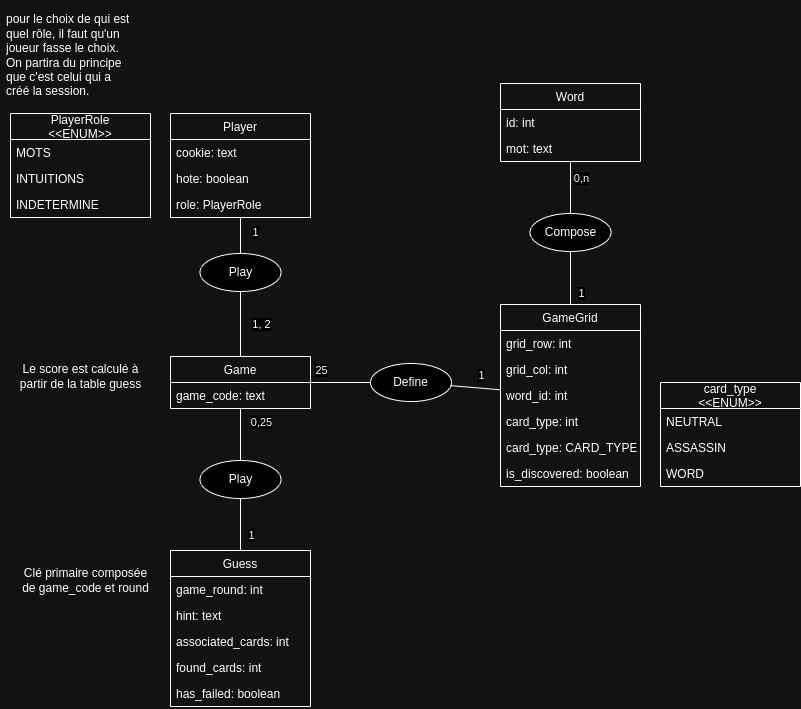 pour le choix de qui est
quel rôle, il faut qu'un
joueur fasse le choix.
On partira du principe
que c'est celui qui a
créé la session.
PlayerRole
<<ENUM>>
MOTS
INTUITIONS
INDETERMINE
Player
cookie: text
hote: boolean
role: PlayerRole
1
Play
1, 2
Word
id: int
mot: text
0,n
Compose
1
Le score est calculé à
partir de la table guess
Game
game_code: text
25
Define
1
GameGrid
grid_row: int
grid_col: int
word_id: int
card_type: int
card_type: CARD_TYPE
is_discovered: boolean
card_type
<<ENUM>>
NEUTRAL
ASSASSIN
WORD
0,25
Play
1
Clé primaire composée
de game_code et round
Guess
game_round: int
hint: text
associated_cards: int
found_cards: int
has_failed: boolean